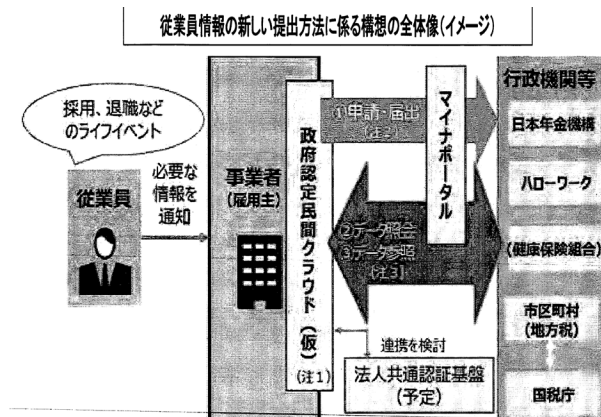 従業員情報の新しい提出方法に係る構想の全体像(イメージ)
採用、退職など
のライフイベント
従業員
必要な
情報を
通知
事業者
(雇用主)
政府認定民間クラウド(仮)
(注1)
①申請・届出
(注2)
マイナポータル
②データ照会
③データ参照
(注3)
連携を検討
法人共通認証基盤
(予定)
行政機関等
日本年金機構
ハローワーク
(健康保険組合)
市区町村
(地方税)
国税庁